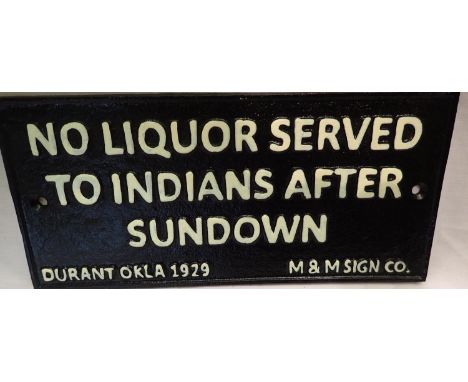 NO LIQUOR SERVED
TO INDIANS AFTER
SUNDOWN
DURANT OKLA 1929 M & M SIGN CO.